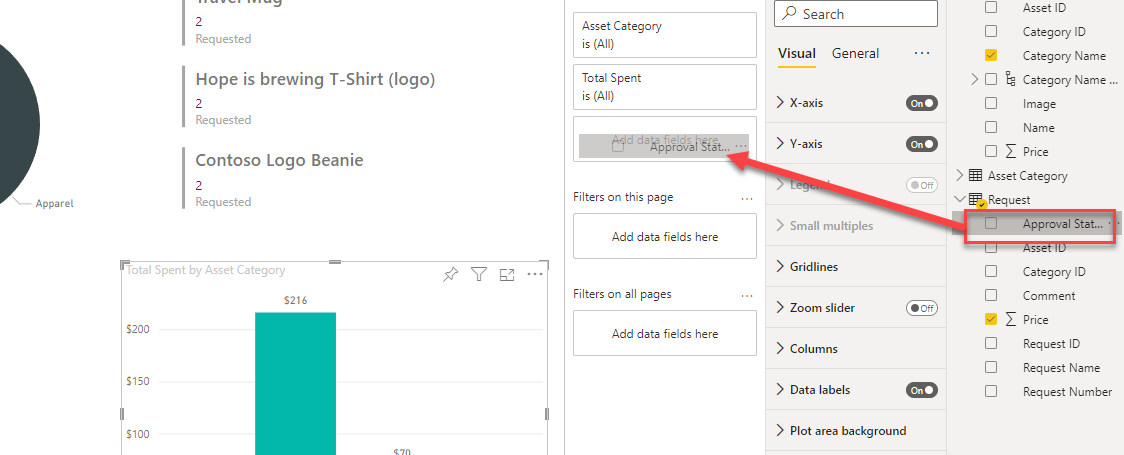 Travel Mug
2
Requested
Hope is brewing T-Shirt (logo)
2
Requested
Contoso Logo Beanie
2
Requested
Apparel
Total Spent by Asset Category
$216
$200
$150
$100
$70
Asset Category
is (All)
Total Spent
is (All)
Add data fields here
Approval Stat... ...
Filters on this page ...
Add data fields here
Filters on all pages ...
Add data fields here
Search
Visual General ...
X-axis On
Y-axis On
Legend Off
Small multiples
Gridlines
Zoom slider Off
Columns
Data labels On
Plot area background
Asset ID
Category ID
Category Name
Category Name ...
Image
Name
∑ Price
Asset Category
Request
Approval Stat... ...
Asset ID
Category ID
Comment
∑ Price
Request ID
Request Name
Request Number